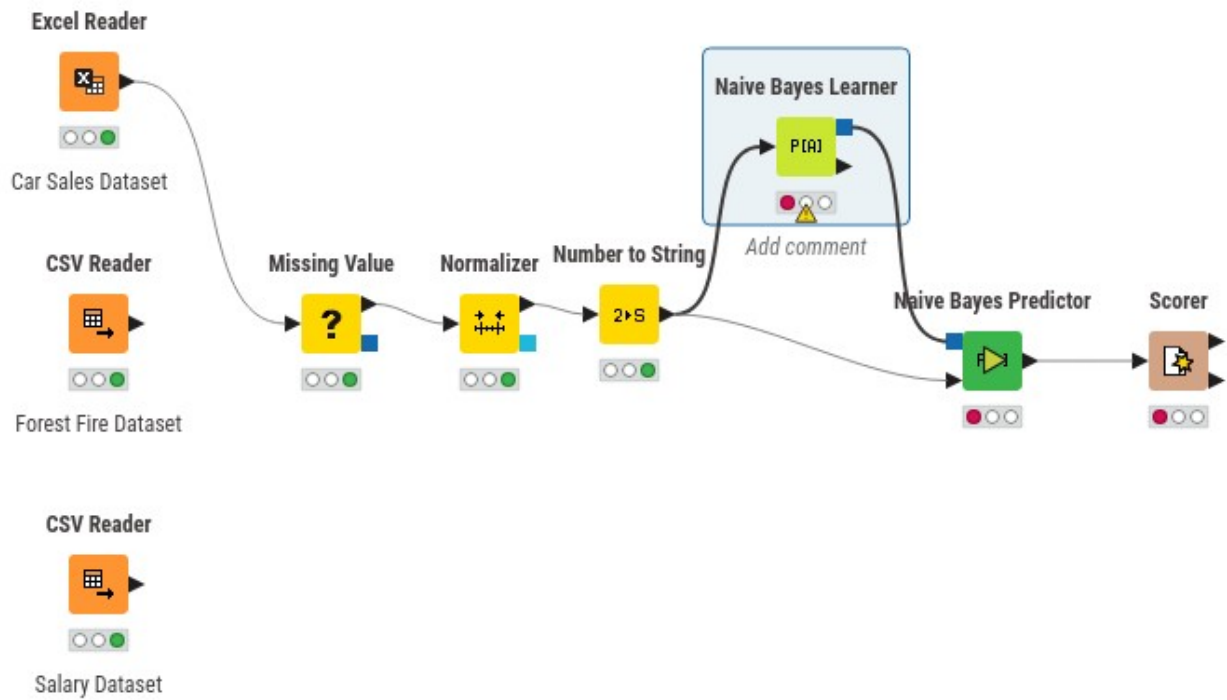 Excel Reader
Car Sales Dataset
CSV Reader
Forest Fire Dataset
CSV Reader
Salary Dataset
Missing Value
?
Normalizer
Number to String
2▸S
Naive Bayes Learner
P[A]
Add comment
Naive Bayes Predictor
Scorer